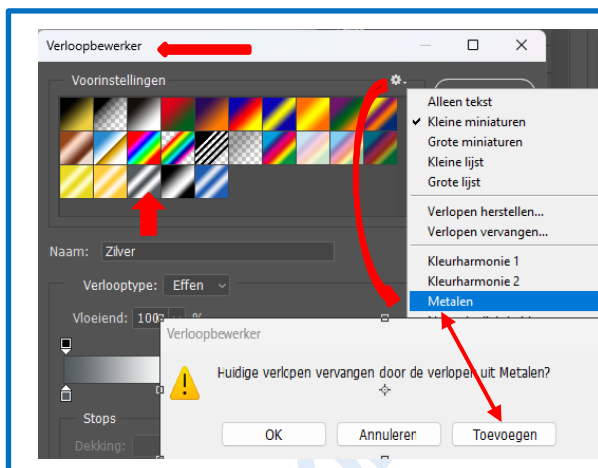 Verloopbewerker
Voorinstellingen
Alleen tekst
Kleine miniaturen
Grote miniaturen
Kleine lijst
Grote lijst
Verlopen herstellen...
Verlopen vervangen...
Kleurharmonie 1
Kleurharmonie 2
Metalen
Naam: Zilver
Verlooptype: Effen
Vloeiend: 100 %
Verloopbewerker
Huidige verlopen vervangen door de verlopen uit Metalen?
OK Annuleren Toevoegen
Stops
Dekking: